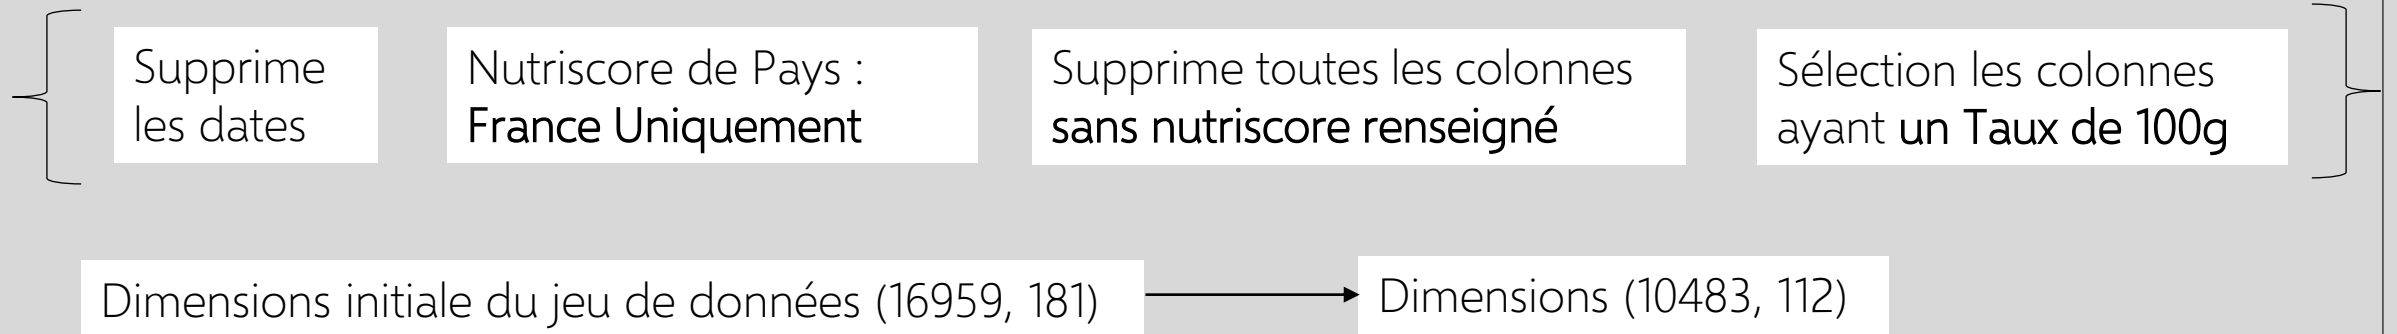 Supprime
les dates
Nutriscore de Pays :
France Uniquement
Supprime toutes les colonnes
sans nutriscore renseigné
Sélection les colonnes
ayant un Taux de 100g
Dimensions initiale du jeu de données (16959, 181)
Dimensions (10483, 112)